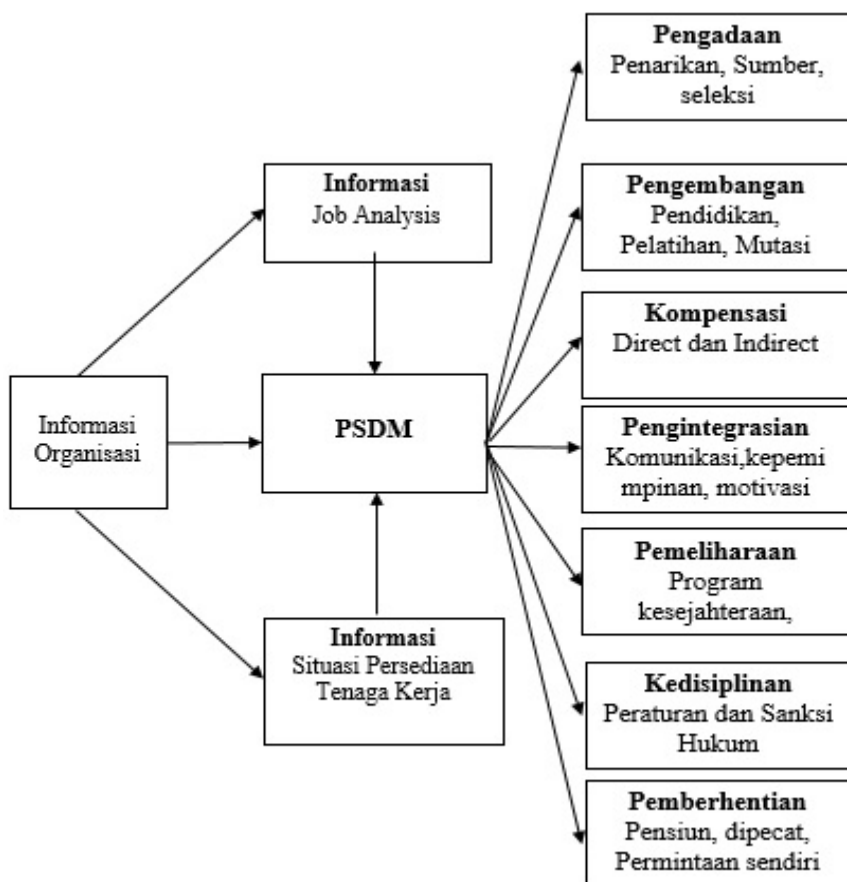 Informasi
Organisasi
Informasi
Job Analysis
PSDM
Informasi
Situasi Persediaan
Tenaga Kerja
Pengadaan
Penarikan, Sumber,
seleksi
Pengembangan
Pendidikan,
Pelatihan, Mutasi
Kompensasi
Direct dan Indirect
Pengintegrasian
Komunikasi,kepemi
mpinan, motivasi
Pemeliharaan
Program
kesejahteraan,
Kedisiplinan
Peraturan dan Sanksi
Hukum
Pemberhentian
Pensiun, dipecat,
Permintaan sendiri